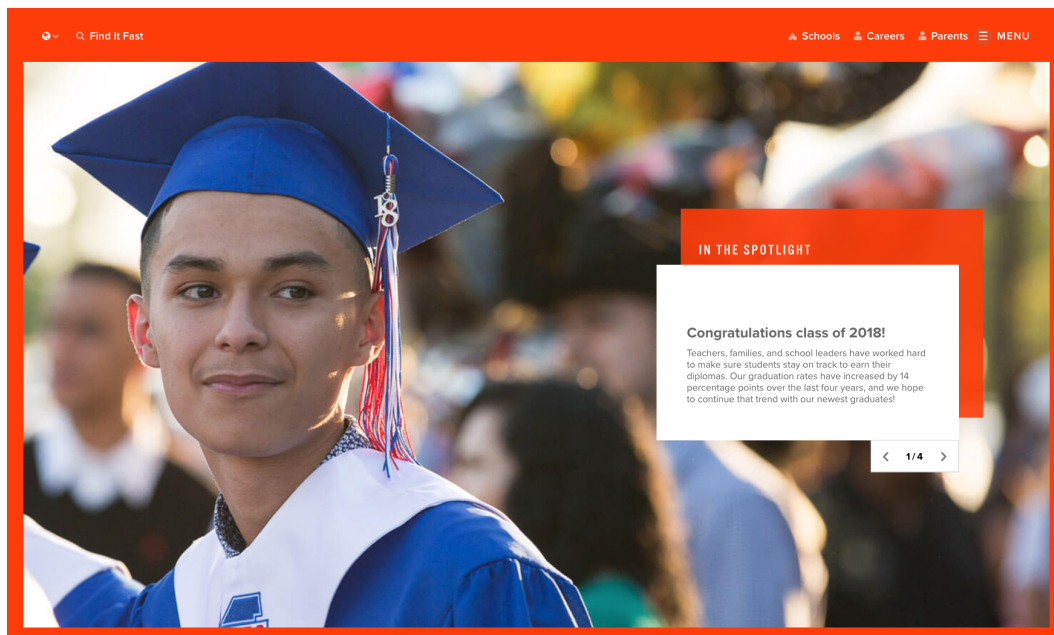 Find It Fast
Schools
Careers
Parents
MENU
18
IN THE SPOTLIGHT
Congratulations class of 2018!
Teachers, families, and school leaders have worked hard
to make sure students stay on track to earn their
diplomas. Our graduation rates have increased by 14
percentage points over the last four years, and we hope
to continue that trend with our newest graduates!
1/4